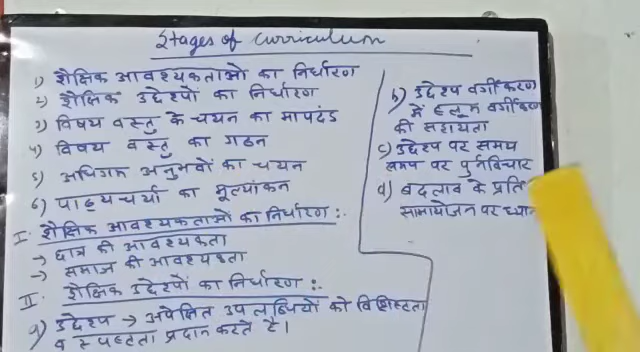 Stages of curriculum
1) शैक्षिक आवश्यकताओ का निर्धारण
2) शैक्षिक उद्देश्यो का निर्धारण
3) विषय वस्तु के चयन का मापदंड
4) विषय वस्तु का गठन
5) अधिगम अनुभवों का चयन
6) पाठ्यचर्या का मूल्यांकन
I. शैक्षिक आवश्यकताओं का निर्धारण :-
→ छात्र की आवश्यकता
→ समाज की आवश्यकता
II. शैक्षिक उद्देश्यों का निर्धारण :-
a) उद्देश्य → अपेक्षित उपलब्धियों को विशिष्टता
व स्पष्टता प्रदान करते है।
b) उद्देश्य वर्गीकरण
में ब्लूम वर्गीकरण
की सहायता
c) उद्देश्य पर समय
समय पर पुर्नविचार
d) बदलाव के प्रति
सामायोजन पर ध्यान